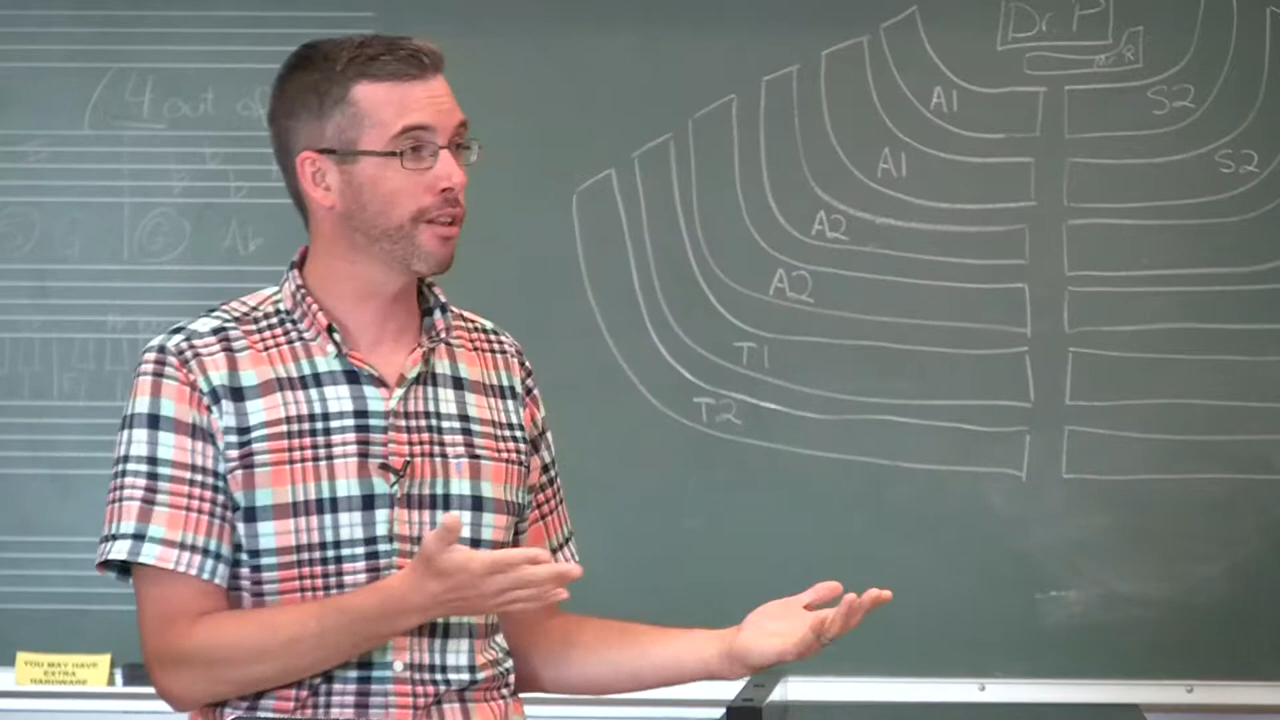 4 out of
Dr. P
A1
S2
A1
S2
A2
A2
T1
T2
G
Ab
YOU MAY HAVE
EXTRA
HARDWARE